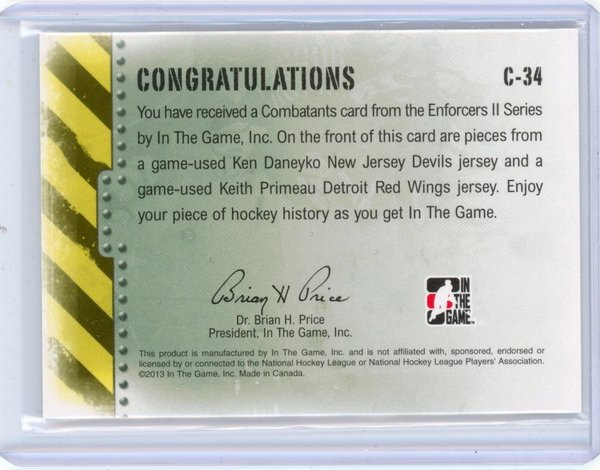 CONGRATULATIONS C-34
You have received a Combatants card from the Enforcers II Series
by In The Game, Inc. On the front of this card are pieces from
a game-used Ken Daneyko New Jersey Devils jersey and a
game-used Keith Primeau Detroit Red Wings jersey. Enjoy
your piece of hockey history as you get In The Game.
Brian H Price
Dr. Brian H. Price
President, In The Game, Inc.
IN
THE
GAME
This product is manufactured by In The Game, Inc. and is not affiliated with, sponsored, endorsed or
licensed by or connected to the National Hockey League or National Hockey League Players' Association.
©2013 In The Game, Inc. Made in Canada.